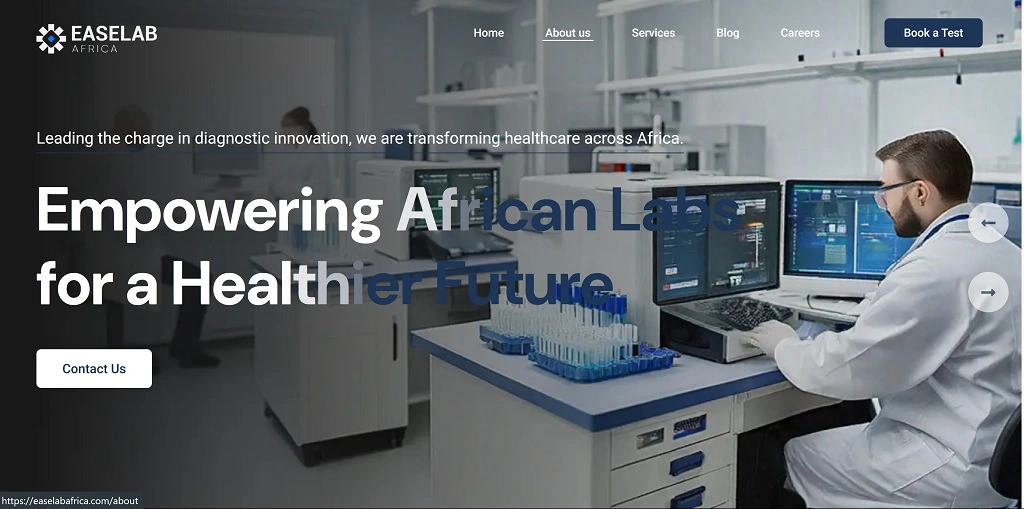 EASELAB
AFRICA
Home
About us
Services
Blog
Careers
Book a Test
Leading the charge in diagnostic innovation, we are transforming healthcare across Africa.
Empowering African Labs
for a Healthier Future
Contact Us
https://easelabafrica.com/about